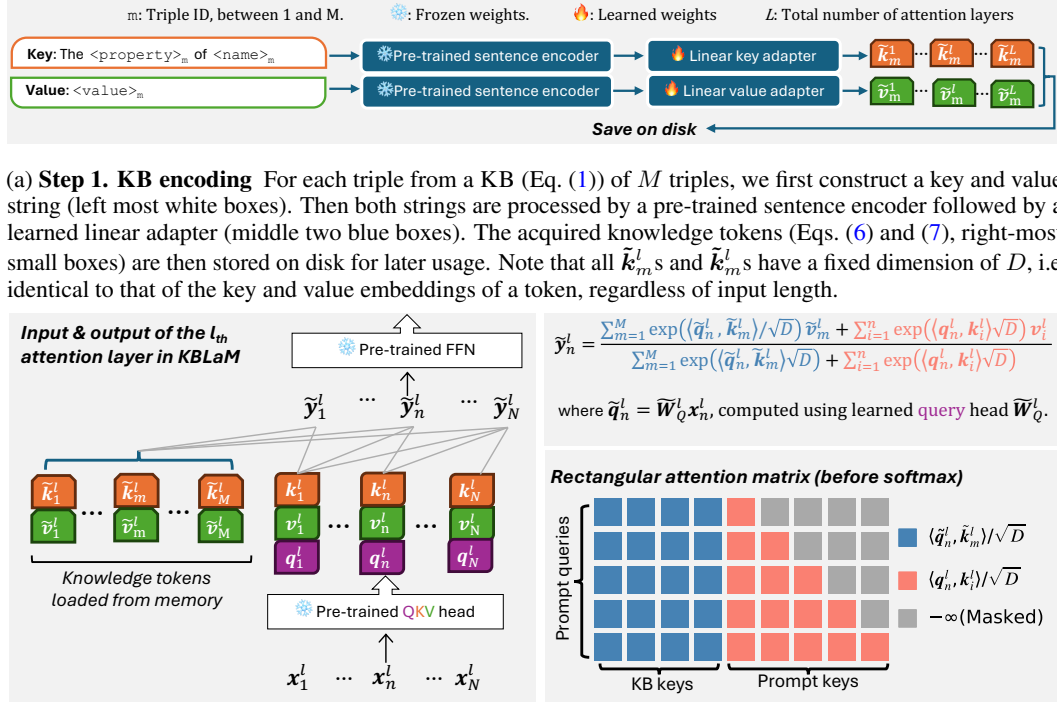 m: Triple ID, between 1 and M. ❄: Frozen weights. 🔥: Learned weights L: Total number of attention layers
Key: The <property>ₘ of <name>ₘ ❄Pre-trained sentence encoder 🔥 Linear key adapter k̃¹ₘ ... k̃ˡₘ ... k̃ᴸₘ
Value: <value>ₘ ❄Pre-trained sentence encoder 🔥 Linear value adapter ṽ¹ₘ ... ṽˡₘ ... ṽᴸₘ
Save on disk
(a) Step 1. KB encoding For each triple from a KB (Eq. (1)) of M triples, we first construct a key and value
string (left most white boxes). Then both strings are processed by a pre-trained sentence encoder followed by a
learned linear adapter (middle two blue boxes). The acquired knowledge tokens (Eqs. (6) and (7), right-most
small boxes) are then stored on disk for later usage. Note that all k̃ˡₘs and k̃ˡₘs have a fixed dimension of D, i.e
identical to that of the key and value embeddings of a token, regardless of input length.
Input & output of the l_th
attention layer in KBLaM
❄ Pre-trained FFN
ỹˡ₁ ... ỹˡₙ ... ỹˡ_N
k̃ˡ₁ ... k̃ˡₘ ... k̃ˡ_M
ṽˡ₁ ... ṽˡₘ ... ṽˡ_M
kˡ₁ ... kˡₙ ... kˡ_N
vˡ₁ ... vˡₙ ... vˡ_N
qˡ₁ ... qˡₙ ... qˡ_N
Knowledge tokens
loaded from memory
❄ Pre-trained QKV head
xˡ₁ ... xˡₙ ... xˡ_N
ỹˡₙ = (∑ᴹₘ₌₁ exp(⟨q̃ˡₙ, k̃ˡₘ⟩/√D) ṽˡₘ + ∑ⁿᵢ₌₁ exp(⟨qˡₙ, kˡᵢ⟩√D) vˡᵢ) / (∑ᴹₘ₌₁ exp(⟨q̃ˡₙ, k̃ˡₘ⟩√D) + ∑ⁿᵢ₌₁ exp(⟨qˡₙ, kˡᵢ⟩√D))
where q̃ˡₙ = W̃ˡ_Q xˡₙ, computed using learned query head W̃ˡ_Q.
Rectangular attention matrix (before softmax)
Prompt queries
⟨q̃ˡₙ, k̃ˡₘ⟩/√D
⟨qˡₙ, kˡᵢ⟩/√D
−∞(Masked)
KB keys Prompt keys